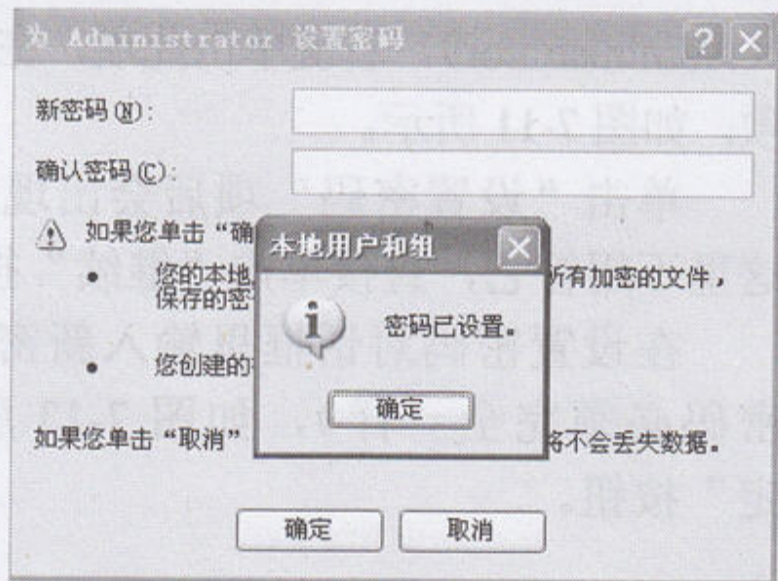 为 Administrator 设置密码
新密码(N):
确认密码(C):
如果您单击“确
您的本地 所有加密的文件，
保存的密
您创建的
如果您单击“取消” 将不会丢失数据。
本地用户和组
密码已设置。
确定
确定 取消